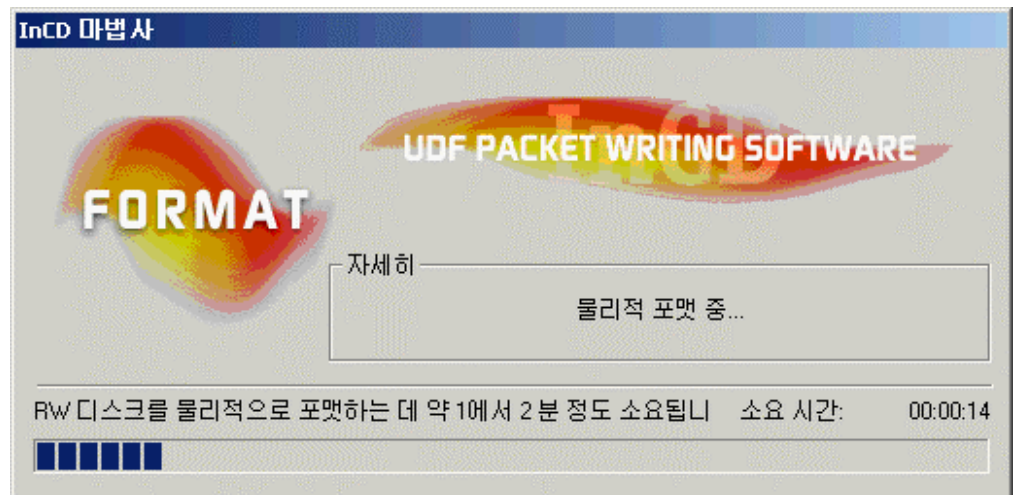 InCD 마법사
InCD
UDF PACKET WRITING SOFTWARE
FORMAT
자세히
물리적 포맷 중...
RW 디스크를 물리적으로 포맷하는 데 약 1에서 2 분 정도 소요됩니 소요 시간: 00:00:14